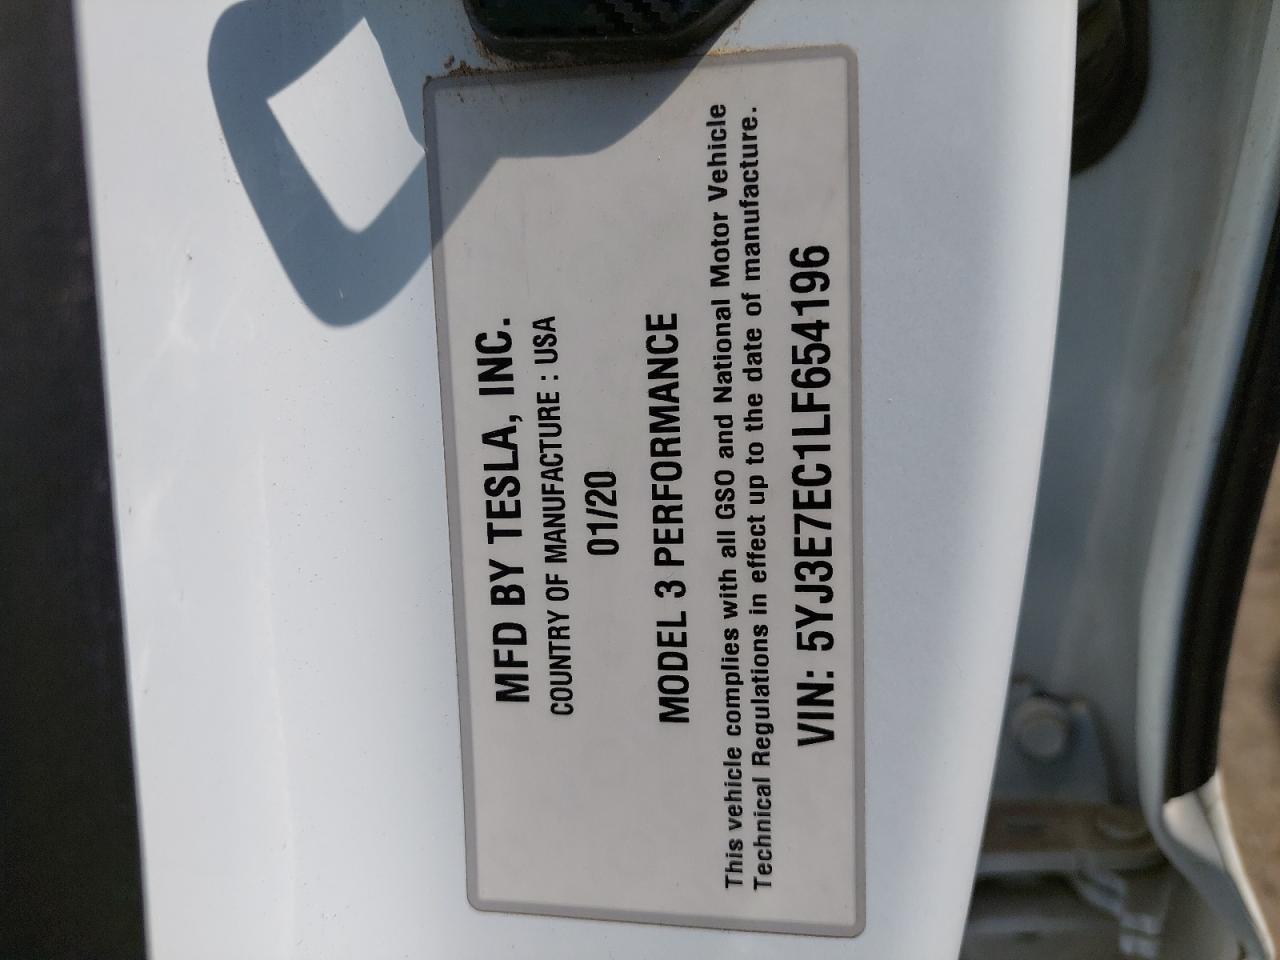 MFD BY TESLA, INC.
COUNTRY OF MANUFACTURE : USA
01/20
MODEL 3 PERFORMANCE
This vehicle complies with all GSO and National Motor Vehicle
Technical Regulations in effect up to the date of manufacture.
VIN: 5YJ3E7EC1LF654196